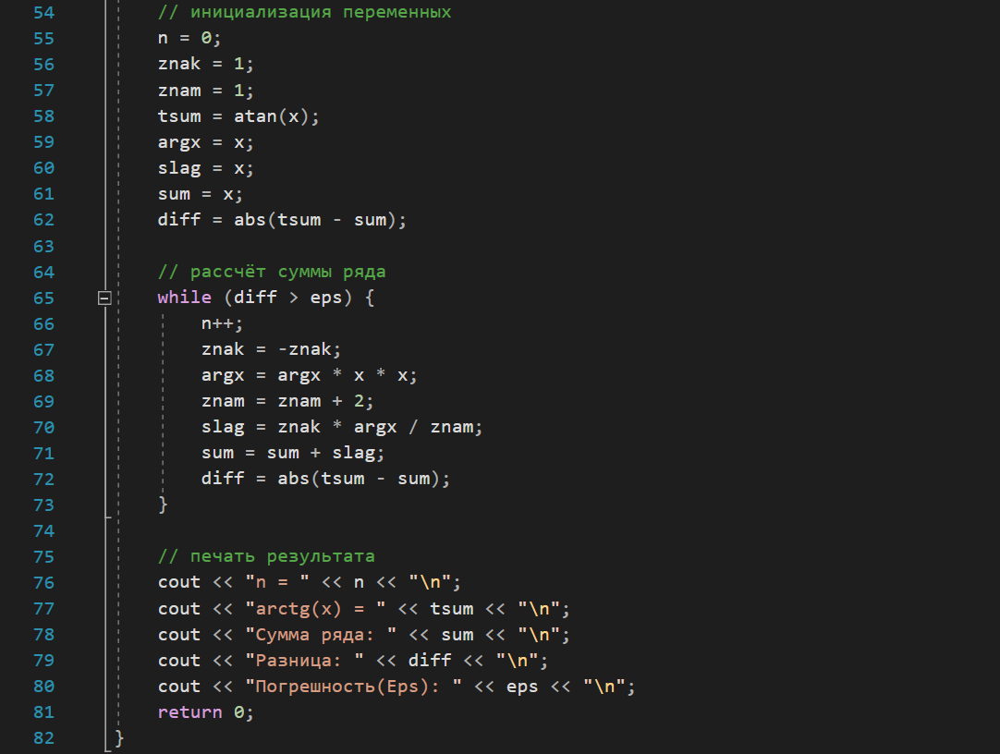 54 // инициализация переменных
55 n = 0;
56 znak = 1;
57 znam = 1;
58 tsum = atan(x);
59 argx = x;
60 slag = x;
61 sum = x;
62 diff = abs(tsum - sum);
63
64 // рассчёт суммы ряда
65 while (diff > eps) {
66 n++;
67 znak = -znak;
68 argx = argx * x * x;
69 znam = znam + 2;
70 slag = znak * argx / znam;
71 sum = sum + slag;
72 diff = abs(tsum - sum);
73 }
74
75 // печать результата
76 cout << "n = " << n << "\n";
77 cout << "arctg(x) = " << tsum << "\n";
78 cout << "Сумма ряда: " << sum << "\n";
79 cout << "Разница: " << diff << "\n";
80 cout << "Погрешность(Eps): " << eps << "\n";
81 return 0;
82 }